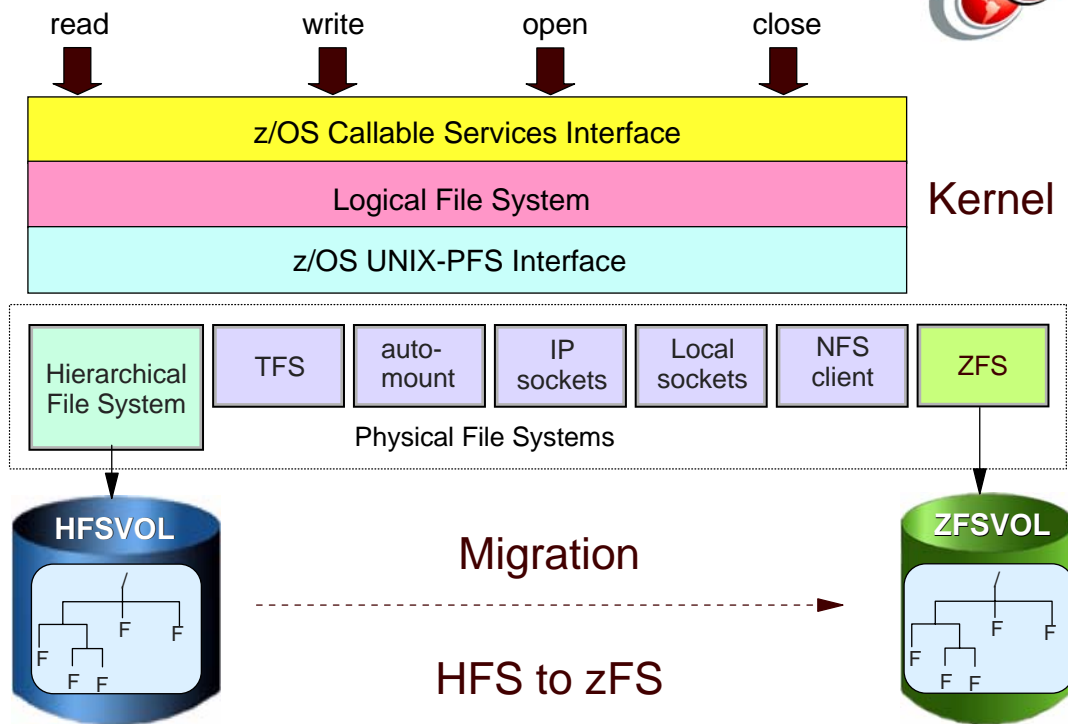 read
write
open
close
z/OS Callable Services Interface
Logical File System
Kernel
z/OS UNIX-PFS Interface
Hierarchical
File System
TFS
auto-
mount
IP
sockets
Local
sockets
NFS
client
ZFS
Physical File Systems
HFSVOL
F
F
F
F
F
Migration
HFS to zFS
ZFSVOL
F
F
F
F
F